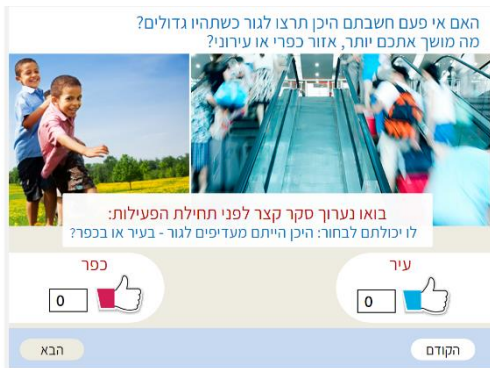 האם אי פעם חשבתם היכן תרצו לגור כשתהיו גדולים?
מה מושך אתכם יותר, אזור כפרי או עירוני?
בואו נערוך סקר קצר לפני תחילת הפעילות:
לו יכולתם לבחור: היכן הייתם מעדיפים לגור - בעיר או בכפר?
עיר
0
כפר
0
הקודם
הבא